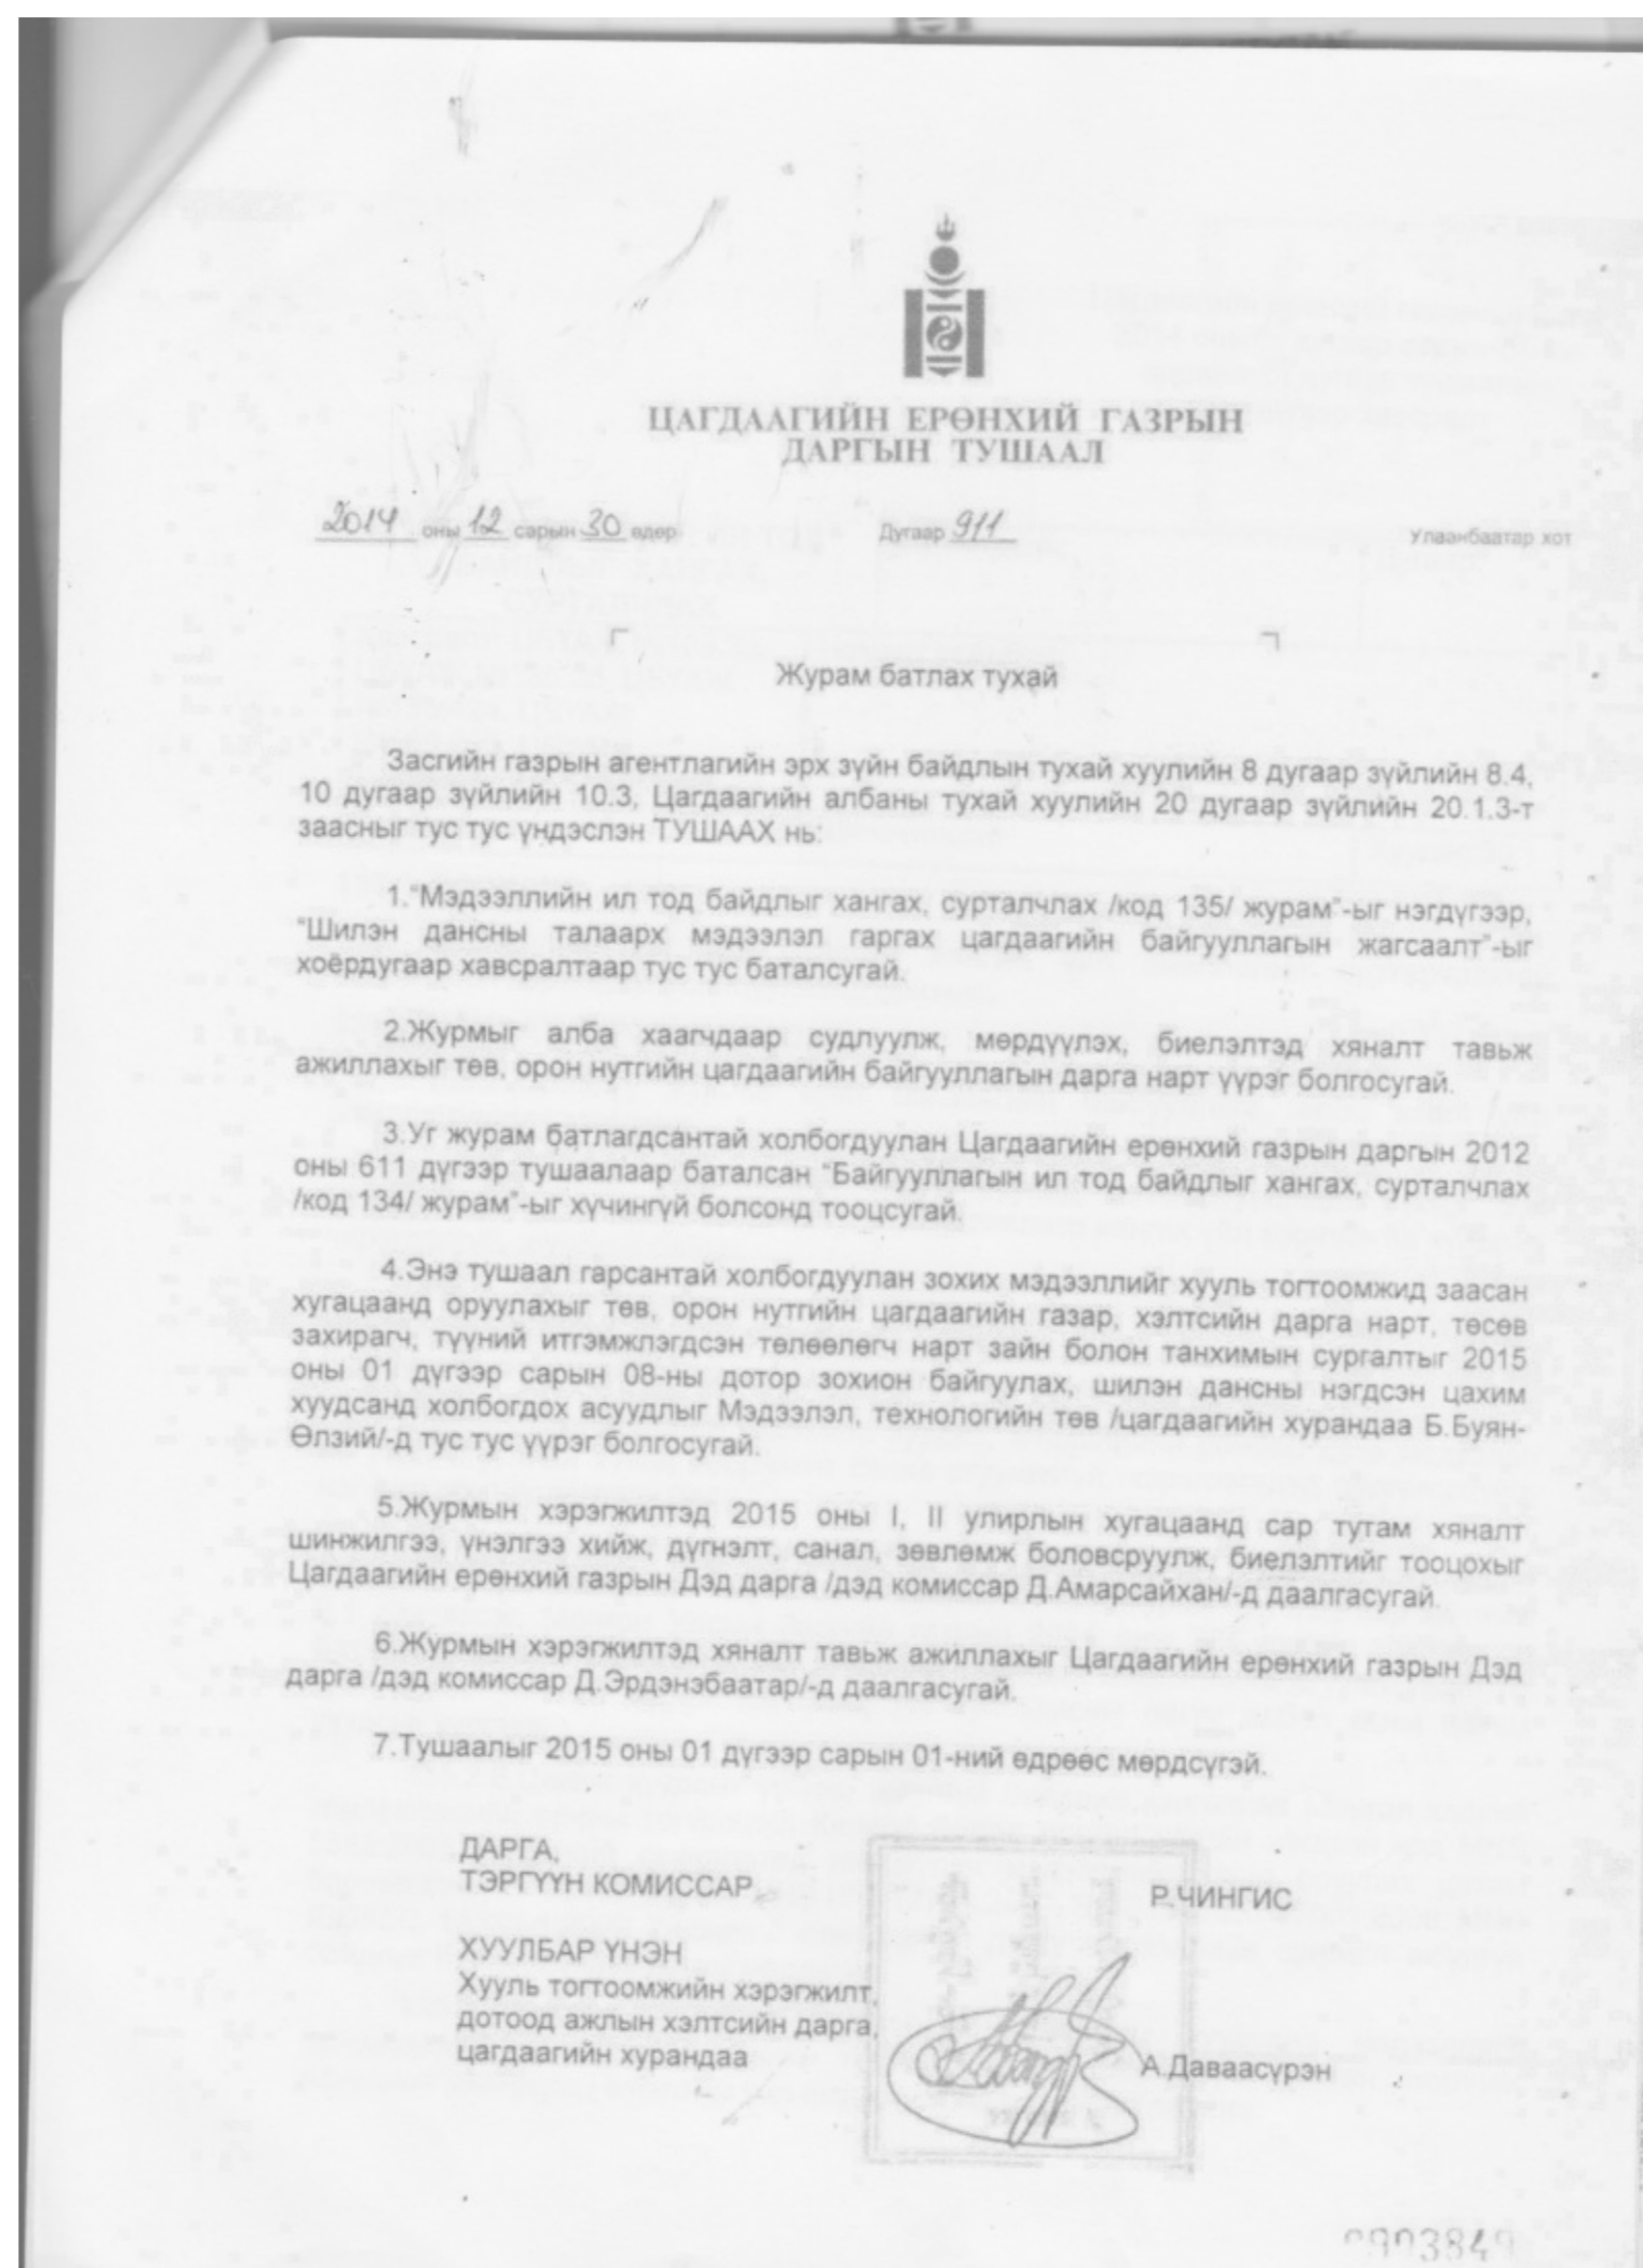 ЦАГДААГИЙН ЕРӨНХИЙ ГАЗРЫН
ДАРГЫН ТУШААЛ
2014 оны 12 сарын 30 өдөр Дугаар 911 Улаанбаатар хот
Журам батлах тухай
Засгийн газрын агентлагийн эрх зүйн байдлын тухай хуулийн 8 дугаар зүйлийн 8.4,
10 дугаар зүйлийн 10.3, Цагдаагийн албаны тухай хуулийн 20 дугаар зүйлийн 20.1.3-т
заасныг тус тус үндэслэн ТУШААХ нь:
1."Мэдээллийн ил тод байдлыг хангах, сурталчлах /код 135/ журам"-ыг нэгдүгээр,
"Шилэн дансны талаарх мэдээлэл гаргах цагдаагийн байгууллагын жагсаалт"-ыг
хоёрдугаар хавсралтаар тус тус баталсугай.
2.Журмыг алба хаагчдаар судлуулж, мөрдүүлэх, биелэлтэд хяналт тавьж
ажиллахыг төв, орон нутгийн цагдаагийн байгууллагын дарга нарт үүрэг болгосугай.
3.Уг журам батлагдсантай холбогдуулан Цагдаагийн ерөнхий газрын даргын 2012
оны 611 дүгээр тушаалаар баталсан "Байгууллагын ил тод байдлыг хангах, сурталчлах
/код 134/ журам"-ыг хүчингүй болсонд тооцсугай.
4.Энэ тушаал гарсантай холбогдуулан зохих мэдээллийг хууль тогтоомжид заасан
хугацаанд оруулахыг төв, орон нутгийн цагдаагийн газар, хэлтсийн дарга нарт, төсөв
захирагч, түүний итгэмжлэгдсэн төлөөлөгч нарт зайн болон танхимын сургалтыг 2015
оны 01 дүгээр сарын 08-ны дотор зохион байгуулах, шилэн дансны нэгдсэн цахим
хуудсанд холбогдох асуудлыг Мэдээлэл, технологийн төв /цагдаагийн хурандаа Б.Буян-
Өлзий/-д тус тус үүрэг болгосугай.
5.Журмын хэрэгжилтэд 2015 оны I, II улирлын хугацаанд сар тутам хяналт
шинжилгээ, үнэлгээ хийж, дүгнэлт, санал, зөвлөмж боловсруулж, биелэлтийг тооцохыг
Цагдаагийн ерөнхий газрын Дэд дарга /дэд комиссар Д.Амарсайхан/-д даалгасугай.
6.Журмын хэрэгжилтэд хяналт тавьж ажиллахыг Цагдаагийн ерөнхий газрын Дэд
дарга /дэд комиссар Д.Эрдэнэбаатар/-д даалгасугай.
7.Тушаалыг 2015 оны 01 дүгээр сарын 01-ний өдрөөс мөрдсүгэй.
ДАРГА,
ТЭРГҮҮН КОМИССАР Р.ЧИНГИС
ХУУЛБАР ҮНЭН
Хууль тогтоомжийн хэрэгжилт,
дотоод ажлын хэлтсийн дарга,
цагдаагийн хурандаа А.Даваасүрэн